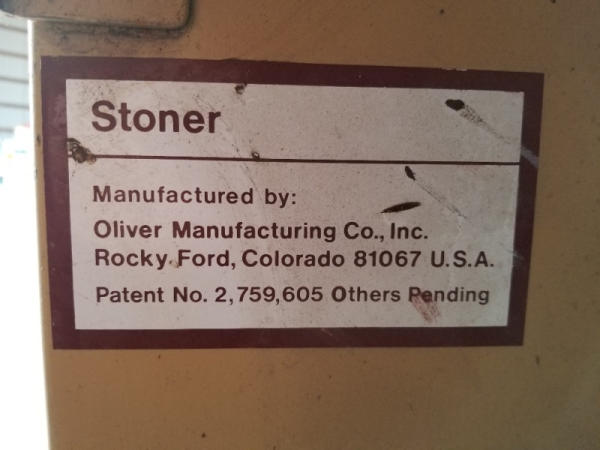 Stoner
Manufactured by:
Oliver Manufacturing Co., Inc.
Rocky Ford, Colorado 81067 U.S.A.
Patent No. 2,759,605 Others Pending